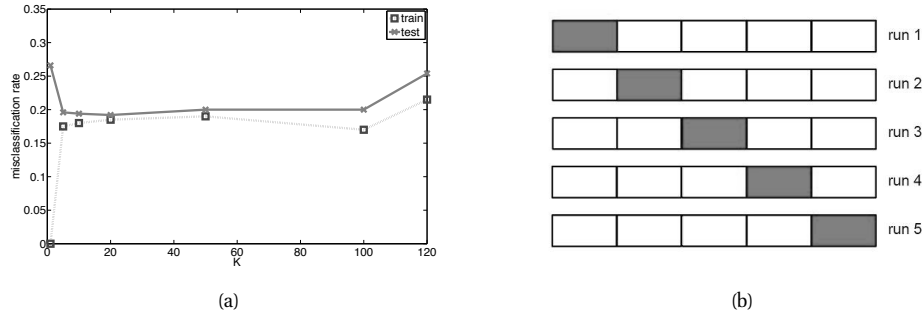 0.35
0.3
0.25
0.2
0.15
0.1
0.05
0
misclassification rate
0 20 40 60 80 100 120
K
train
test
(a)
run 1
run 2
run 3
run 4
run 5
(b)